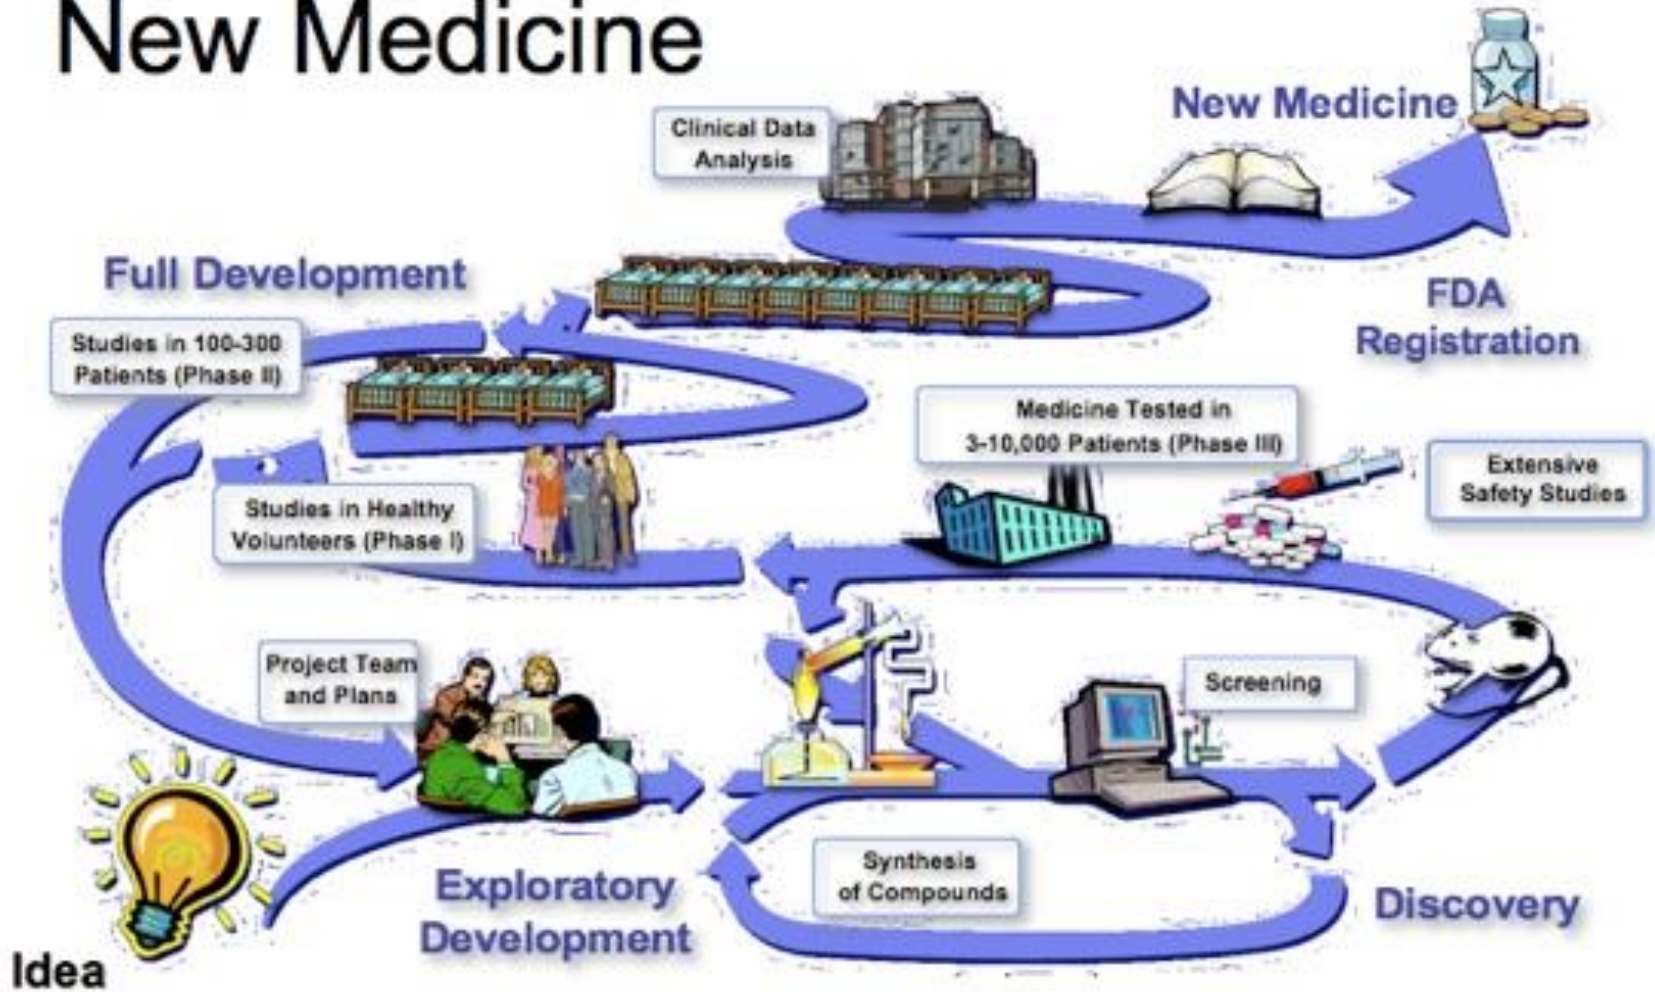 New Medicine
New Medicine
Clinical Data
Analysis
Full Development
FDA
Registration
Studies in 100-300
Patients (Phase II)
Medicine Tested in
3-10,000 Patients (Phase III)
Extensive
Safety Studies
Studies in Healthy
Volunteers (Phase I)
Project Team
and Plans
Screening
Synthesis
of Compounds
Exploratory
Development
Discovery
Idea